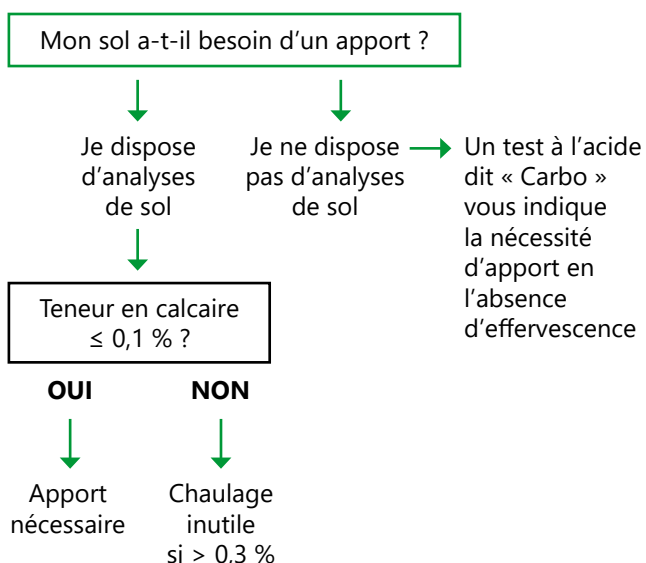 Mon sol a-t-il besoin d’un apport ?
Je dispose
d’analyses
de sol
Je ne dispose
pas d’analyses
de sol
Un test à l’acide
dit « Carbo »
vous indique
la nécessité
d’apport en
l’absence
d’effervescence
Teneur en calcaire
≤ 0,1 % ?
OUI
NON
Apport
nécessaire
Chaulage
inutile
si > 0,3 %